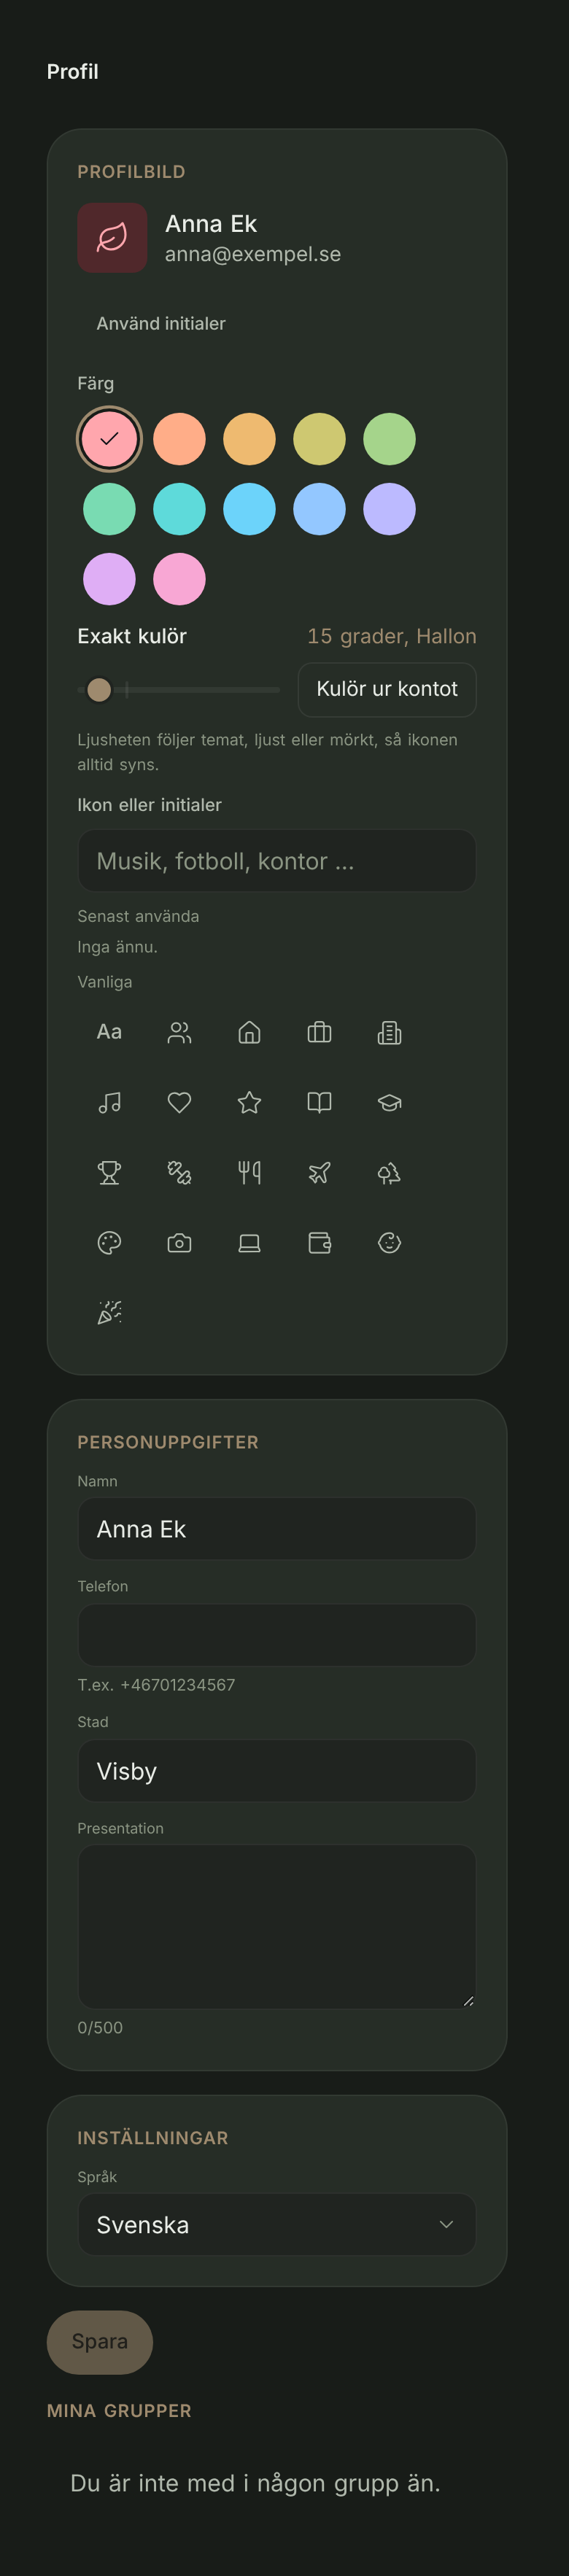 Profil
PROFILBILD
Anna Ek
anna@exempel.se
Använd initialer
Färg
Exakt kulör
15 grader, Hallon
Kulör ur kontot
Ljusheten följer temat, ljust eller mörkt, så ikonen
alltid syns.
Ikon eller initialer
Musik, fotboll, kontor ...
Senast använda
Inga ännu.
Vanliga
Aa
PERSONUPPGIFTER
Namn
Anna Ek
Telefon
T.ex. +46701234567
Stad
Visby
Presentation
0/500
INSTÄLLNINGAR
Språk
Svenska
Spara
MINA GRUPPER
Du är inte med i någon grupp än.